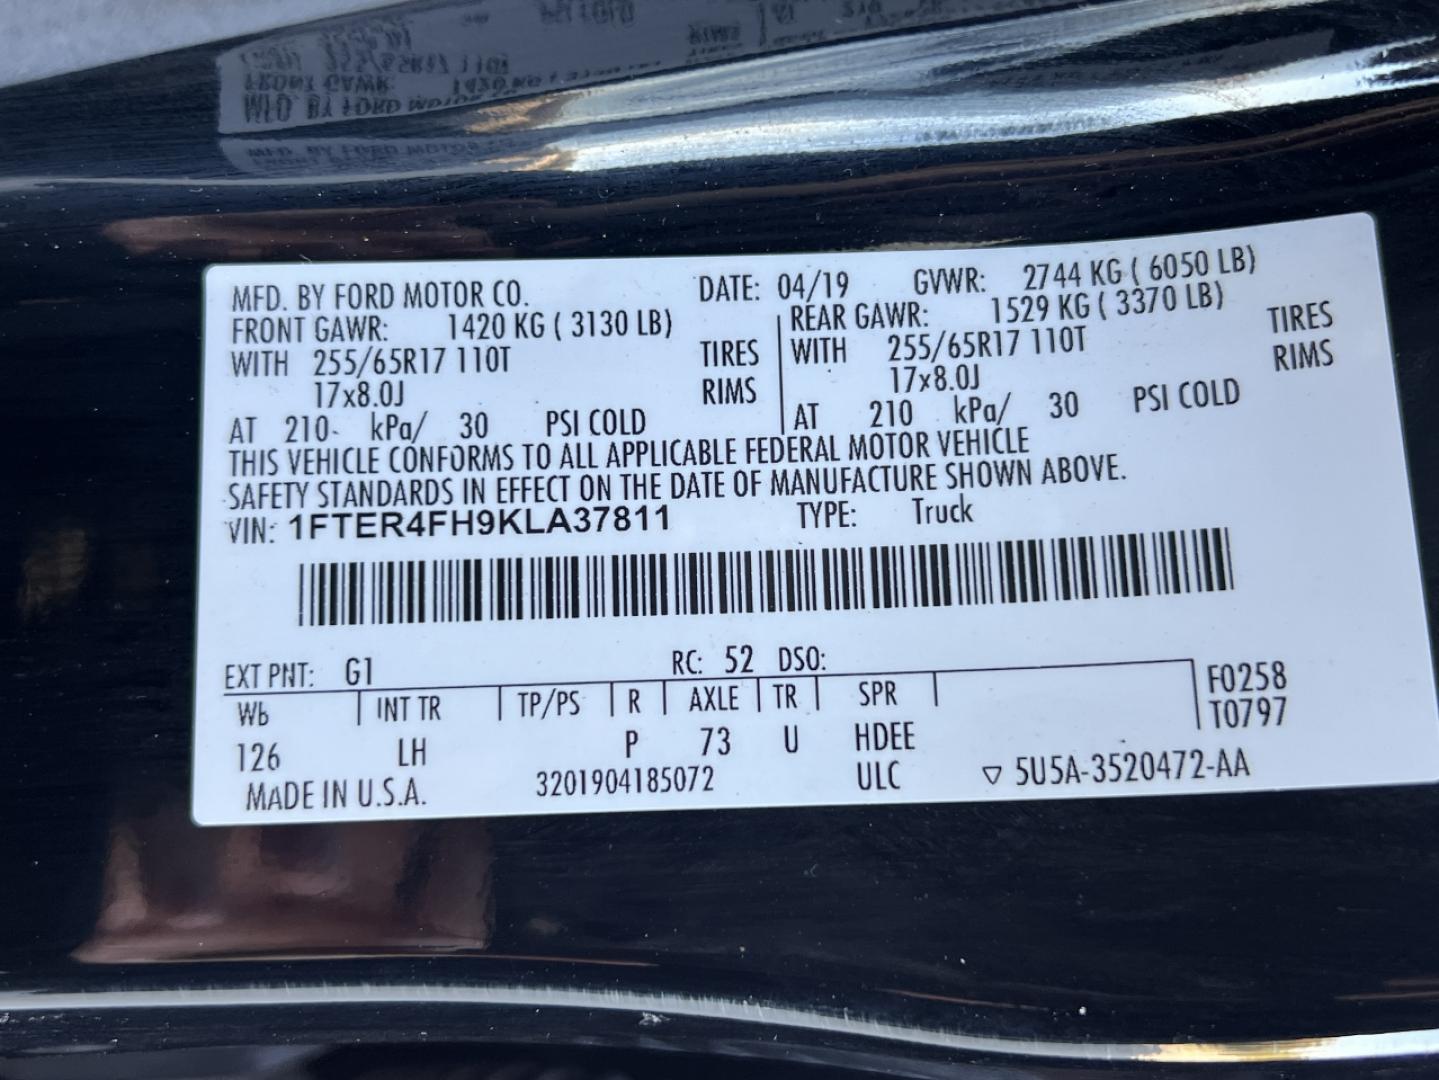 MFD. BY FORD MOTOR CO. DATE: 04/19 GVWR: 2744 KG ( 6050 LB)
FRONT GAWR: 1420 KG ( 3130 LB) REAR GAWR: 1529 KG ( 3370 LB)
WITH 255/65R17 110T TIRES WITH 255/65R17 110T TIRES
17x8.0J RIMS 17x8.0J RIMS
AT 210 kPa/ 30 PSI COLD AT 210 kPa/ 30 PSI COLD
THIS VEHICLE CONFORMS TO ALL APPLICABLE FEDERAL MOTOR VEHICLE
SAFETY STANDARDS IN EFFECT ON THE DATE OF MANUFACTURE SHOWN ABOVE.
VIN: 1FTER4FH9KLA37811 TYPE: Truck
EXT PNT: G1 RC: 52 DSO:
Wb INT TR TP/PS R AXLE TR SPR F0258
T0797
126 LH P 73 U HDEE
MADE IN U.S.A. 3201904185072 ULC ▽ 5U5A-3520472-AA